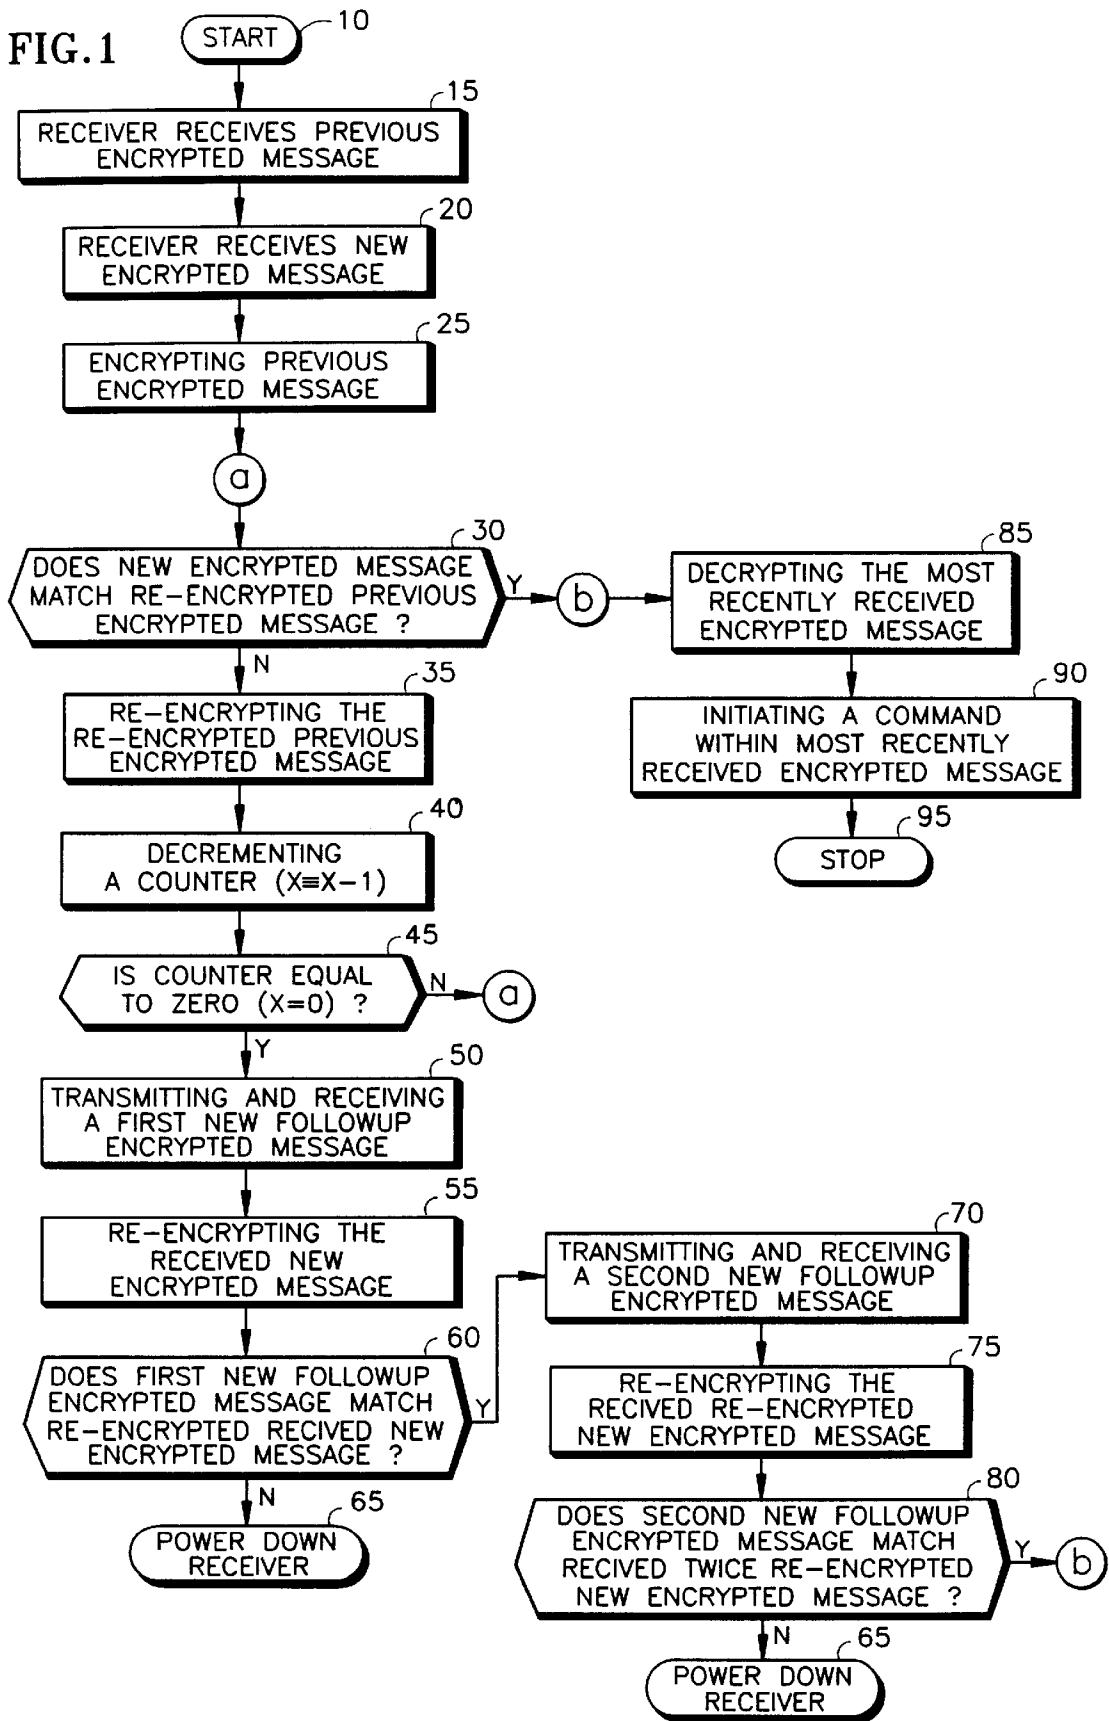 FIG.1
START
10
15
RECEIVER RECEIVES PREVIOUS
ENCRYPTED MESSAGE
20
RECEIVER RECEIVES NEW
ENCRYPTED MESSAGE
25
ENCRYPTING PREVIOUS
ENCRYPTED MESSAGE
a
30
DOES NEW ENCRYPTED MESSAGE
MATCH RE-ENCRYPTED PREVIOUS
ENCRYPTED MESSAGE ?
Y
b
85
DECRYPTING THE MOST
RECENTLY RECEIVED
ENCRYPTED MESSAGE
N
90
INITIATING A COMMAND
WITHIN MOST RECENTLY
RECEIVED ENCRYPTED MESSAGE
95
STOP
35
RE-ENCRYPTING THE
RE-ENCRYPTED PREVIOUS
ENCRYPTED MESSAGE
40
DECREMENTING
A COUNTER (X≡X-1)
45
IS COUNTER EQUAL
TO ZERO (X=0) ?
N
a
Y
50
TRANSMITTING AND RECEIVING
A FIRST NEW FOLLOWUP
ENCRYPTED MESSAGE
55
RE-ENCRYPTING THE
RECEIVED NEW
ENCRYPTED MESSAGE
60
DOES FIRST NEW FOLLOWUP
ENCRYPTED MESSAGE MATCH
RE-ENCRYPTED RECIVED NEW
ENCRYPTED MESSAGE ?
Y
N
65
POWER DOWN
RECEIVER
70
TRANSMITTING AND RECEIVING
A SECOND NEW FOLLOWUP
ENCRYPTED MESSAGE
75
RE-ENCRYPTING THE
RECIVED RE-ENCRYPTED
NEW ENCRYPTED MESSAGE
80
DOES SECOND NEW FOLLOWUP
ENCRYPTED MESSAGE MATCH
RECIVED TWICE RE-ENCRYPTED
NEW ENCRYPTED MESSAGE ?
Y
b
N
65
POWER DOWN
RECEIVER